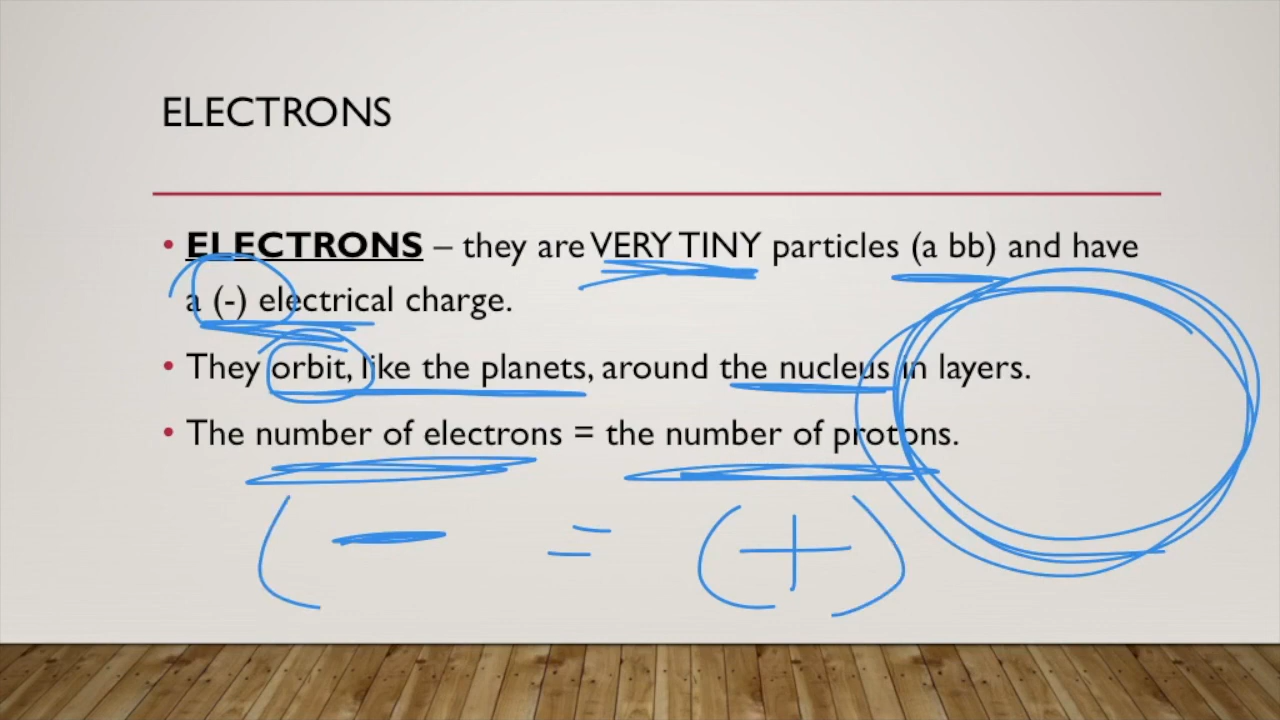 ELECTRONS
• ELECTRONS – they are VERY TINY particles (a bb) and have
a (-) electrical charge.
• They orbit, like the planets, around the nucleus in layers.
• The number of electrons = the number of protons.
( – = (+)